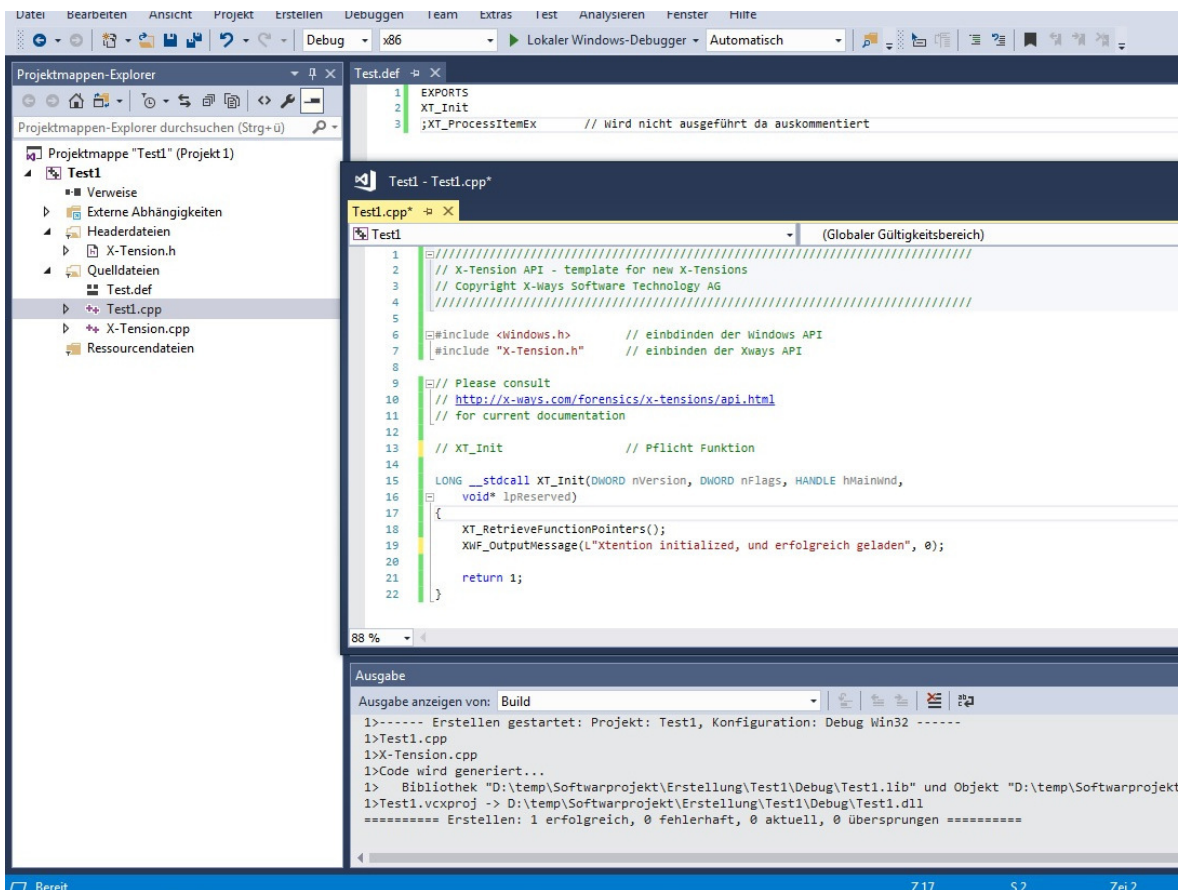 Datei Bearbeiten Ansicht Projekt Erstellen Debuggen Team Extras Test Analysieren Fenster Hilfe
Debug x86 Lokaler Windows-Debugger Automatisch
Projektmappen-Explorer
Projektmappen-Explorer durchsuchen (Strg+ü)
Projektmappe "Test1" (Projekt 1)
Test1
Verweise
Externe Abhängigkeiten
Headerdateien
X-Tension.h
Quelldateien
Test.def
Test1.cpp
X-Tension.cpp
Ressourcendateien
Test.def
1 EXPORTS
2 XT_Init
3 ;XT_ProcessItemEx // Wird nicht ausgeführt da auskommentiert
Test1 - Test1.cpp*
Test1.cpp*
Test1 (Globaler Gültigkeitsbereich)
1 ////////////////////////////////////////////////////////////////////////////////
2 // X-Tension API - template for new X-Tensions
3 // Copyright X-Ways Software Technology AG
4 ////////////////////////////////////////////////////////////////////////////////
5
6 #include <Windows.h> // einbdinden der Windows API
7 #include "X-Tension.h" // einbinden der Xways API
8
9 // Please consult
10 // http://x-ways.com/forensics/x-tensions/api.html
11 // for current documentation
12
13 // XT_Init // Pflicht Funktion
14
15 LONG __stdcall XT_Init(DWORD nVersion, DWORD nFlags, HANDLE hMainWnd,
16 void* lpReserved)
17 {
18 XT_RetrieveFunctionPointers();
19 XWF_OutputMessage(L"Xtention initialized, und erfolgreich geladen", 0);
20
21 return 1;
22 }
88 %
Ausgabe
Ausgabe anzeigen von: Build
1>------ Erstellen gestartet: Projekt: Test1, Konfiguration: Debug Win32 ------
1>Test1.cpp
1>X-Tension.cpp
1>Code wird generiert...
1> Bibliothek "D:\temp\Softwarprojekt\Erstellung\Test1\Debug\Test1.lib" und Objekt "D:\temp\Softwarprojekt
1>Test1.vcxproj -> D:\temp\Softwarprojekt\Erstellung\Test1\Debug\Test1.dll
========== Erstellen: 1 erfolgreich, 0 fehlerhaft, 0 aktuell, 0 übersprungen ==========
Bereit Z 17 S 2 Zei 2